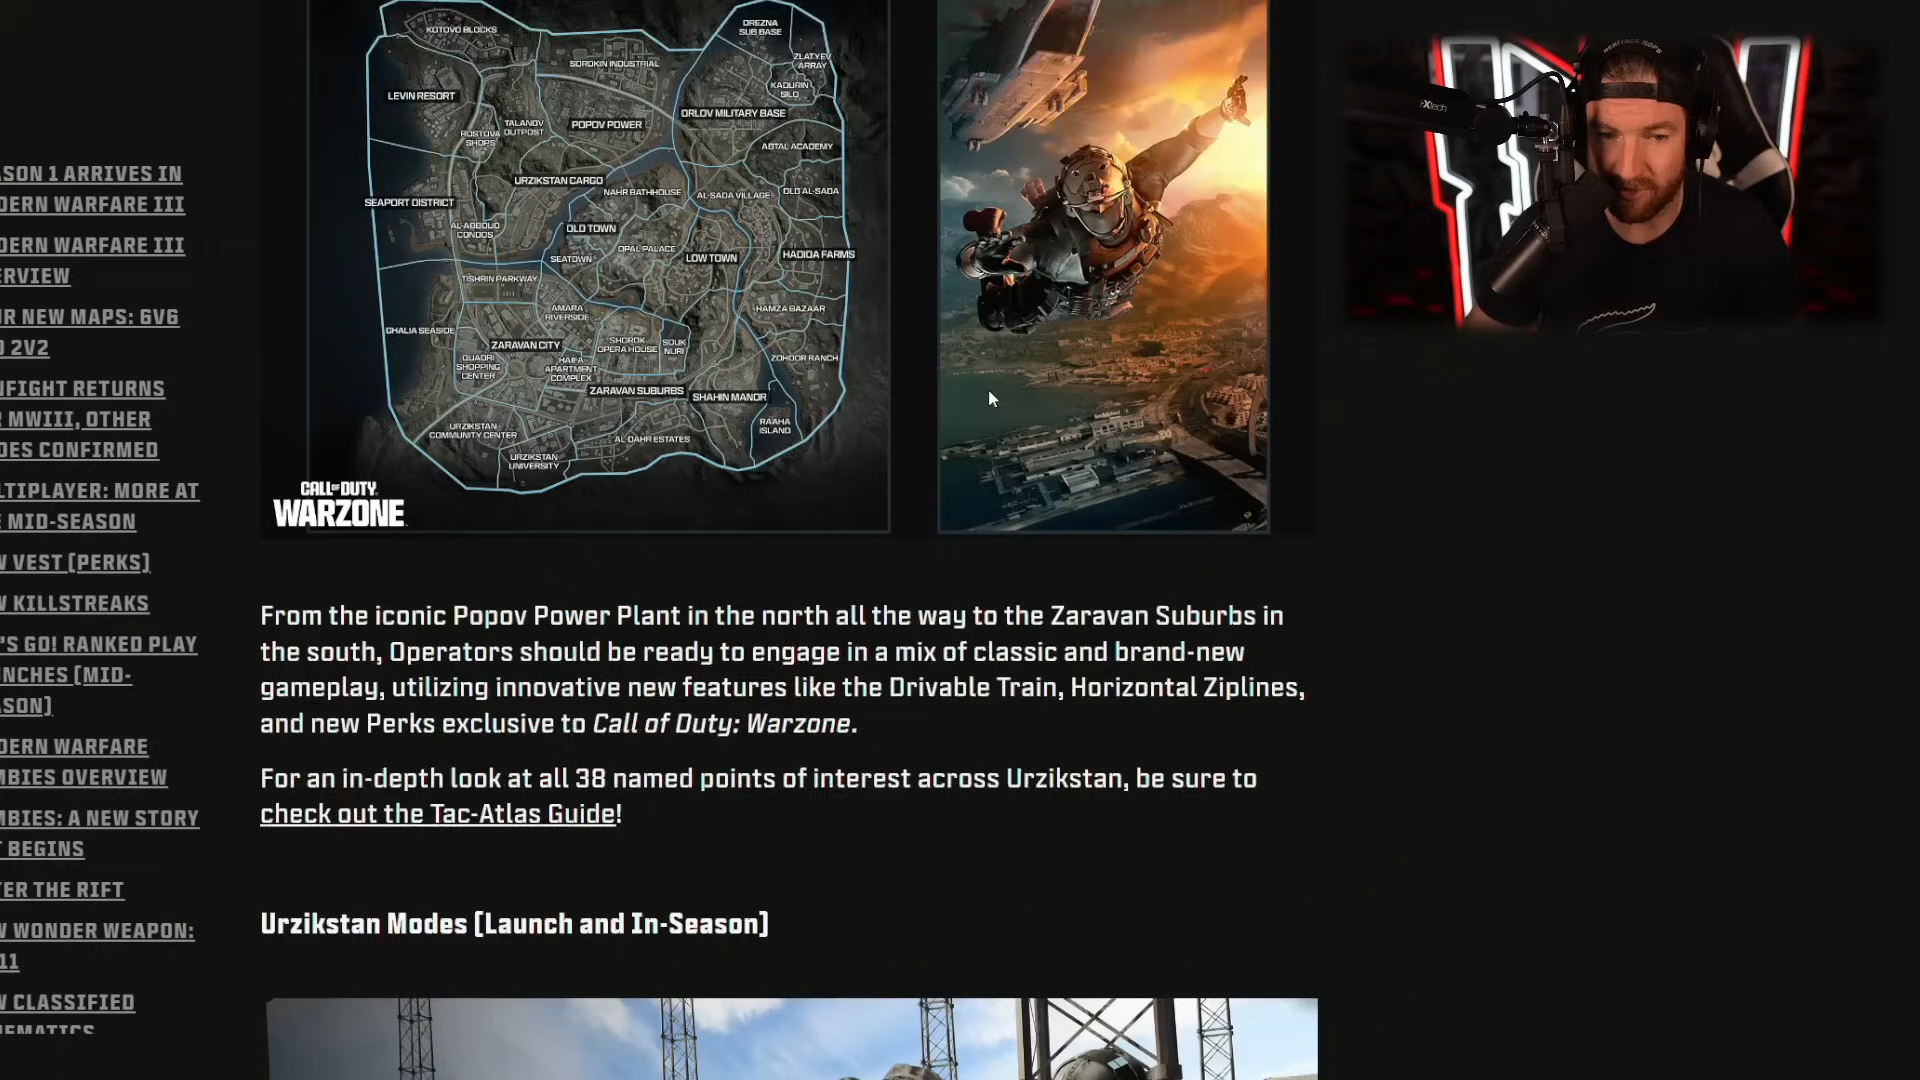 KOTOVO BLOCKS
OREZNA
SUB BASE
SOROKIN INDUSTRIAL
ZLATYEV
ARRAY
KADURIN
SILO
LEVIN RESORT
ORLOV MILITARY BASE
TALANOV
OUTPOST
POPOV POWER
ROSTOVA
SHOPS
ABTAL ACADEMY
URZIKSTAN CARGO
NAHR BATHHOUSE
AL-SADA VILLAGE
OLD AL-SADA
SEAPORT DISTRICT
AL-ABBOUD
CONDOS
OLD TOWN
OPAL PALACE
SEATOWN
LOW TOWN
HADIQA FARMS
TISHRIN PARKWAY
AMARA
RIVERSIDE
HAMZA BAZAAR
GHALIA SEASIDE
ZARAVAN CITY
SHOROK
OPERA HOUSE
SOUK
NURI
QUADRI
SHOPPING
CENTER
HAIFA
APARTMENT
COMPLEX
ZOHOOR RANCH
ZARAVAN SUBURBS
SHAHIN MANOR
URZIKSTAN
COMMUNITY CENTER
AL DAHR ESTATES
RAAHA
ISLAND
URZIKSTAN
UNIVERSITY
CALL OF DUTY
WARZONE
HERITAGE HOPS
ASON 1 ARRIVES IN
DERN WARFARE III
DERN WARFARE III
ERVIEW
R NEW MAPS: 6V6
D 2V2
NFIGHT RETURNS
R MWIII, OTHER
DES CONFIRMED
LTIPLAYER: MORE AT
E MID-SEASON
W VEST [PERKS]
W KILLSTREAKS
'S GO! RANKED PLAY
NCHES [MID-
SON]
DERN WARFARE
MBIES OVERVIEW
MBIES: A NEW STORY
T BEGINS
TER THE RIFT
W WONDER WEAPON:
11
W CLASSIFIED
EMATICS
From the iconic Popov Power Plant in the north all the way to the Zaravan Suburbs in
the south, Operators should be ready to engage in a mix of classic and brand-new
gameplay, utilizing innovative new features like the Drivable Train, Horizontal Ziplines,
and new Perks exclusive to Call of Duty: Warzone.
For an in-depth look at all 38 named points of interest across Urzikstan, be sure to
check out the Tac-Atlas Guide!
Urzikstan Modes [Launch and In-Season]